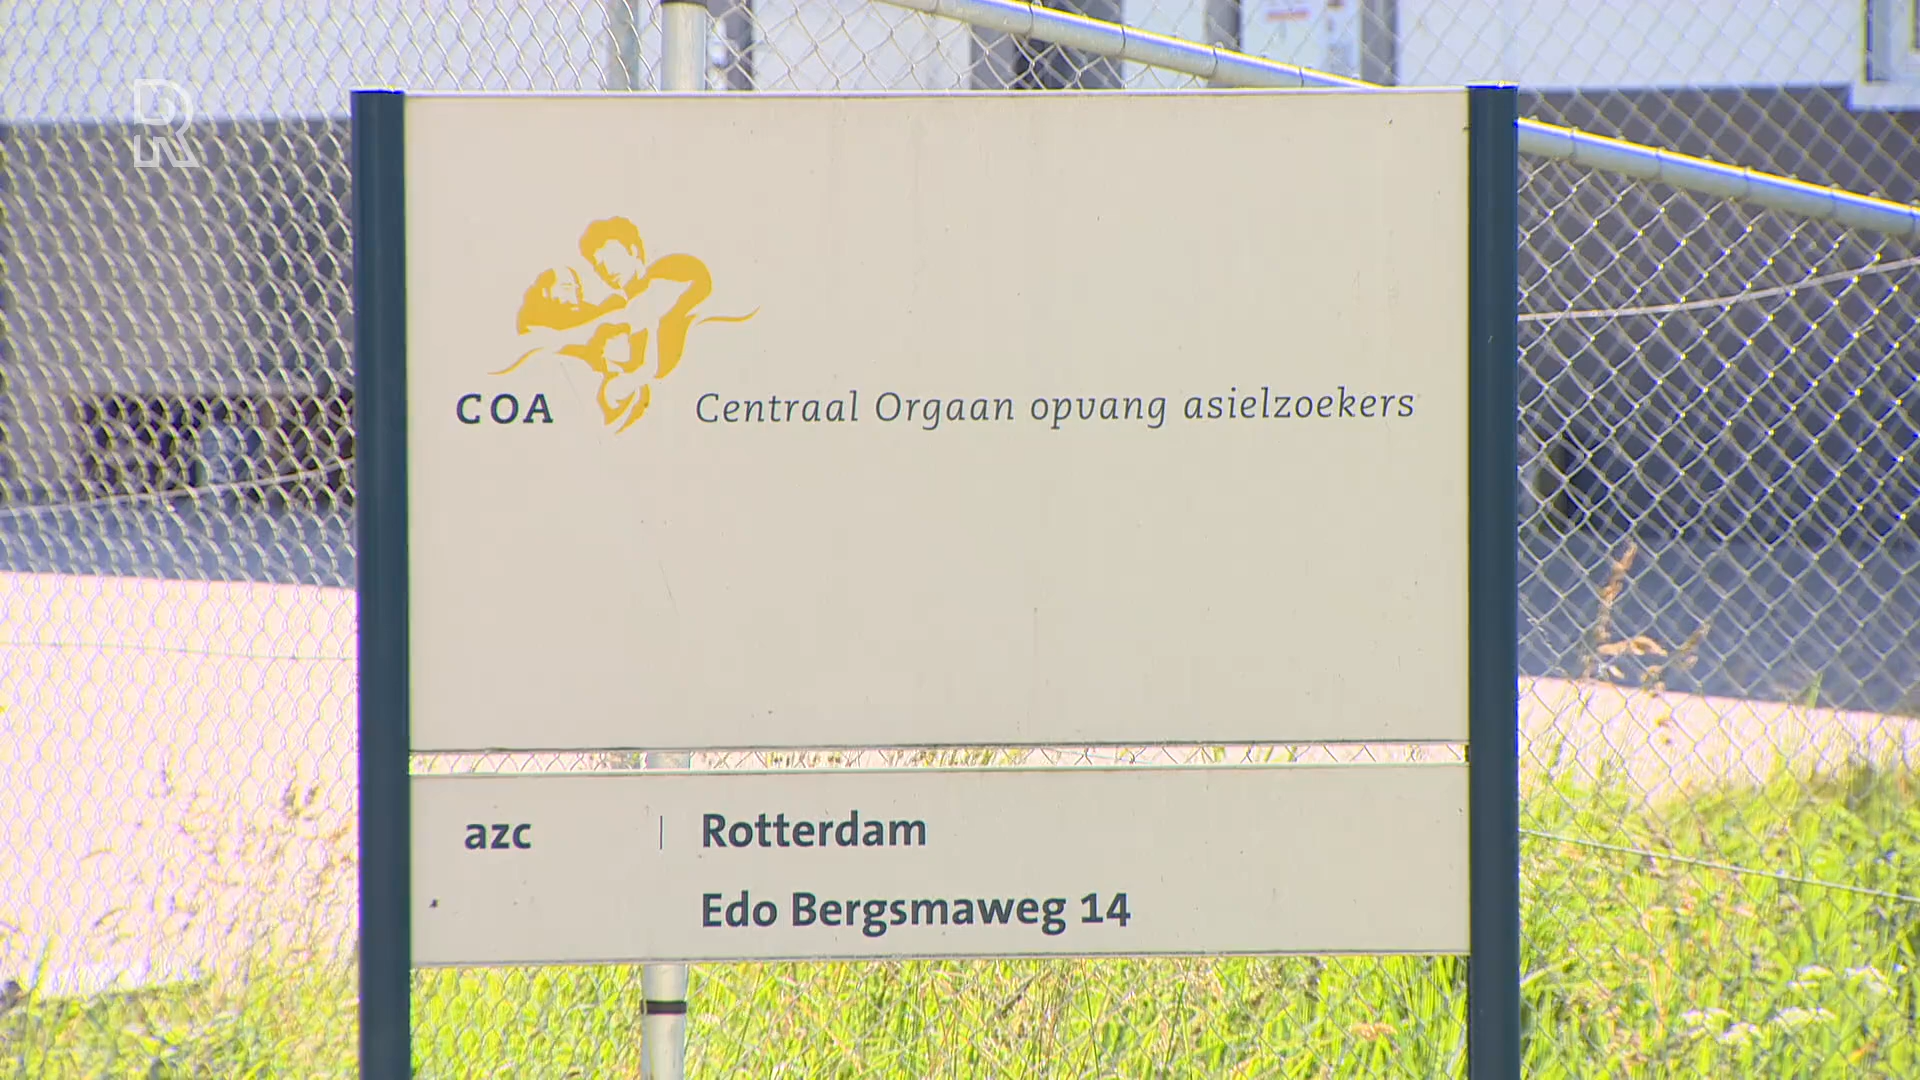 R
COA Centraal Orgaan opvang asielzoekers
azc | Rotterdam
Edo Bergsmaweg 14